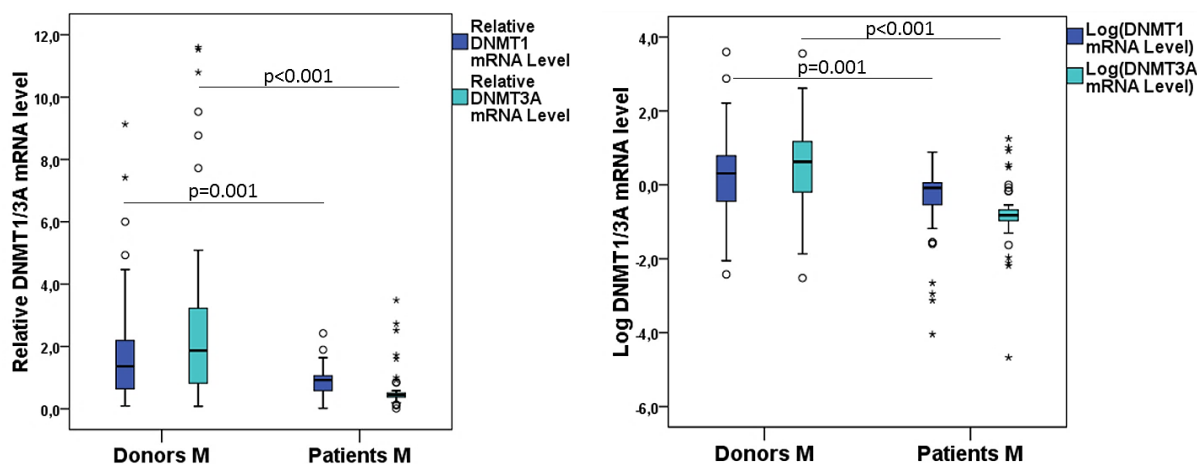 Relative DNMT1/3A mRNA level
12,0
10,0
8,0
6,0
4,0
2,0
0,0
p<0.001
p=0.001
Donors M
Patients M
Relative
DNMT1
mRNA Level
Relative
DNMT3A
mRNA Level
Log DNMT1/3A mRNA level
4,0
2,0
0,0
-2,0
-4,0
-6,0
p<0.001
p=0.001
Donors M
Patients M
Log(DNMT1
mRNA Level)
Log(DNMT3A
mRNA Level)